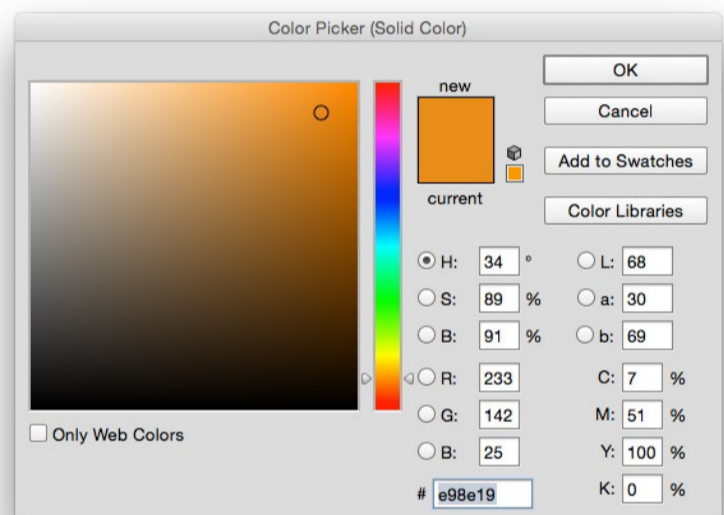 Color Picker (Solid Color)
new
current
OK
Cancel
Add to Swatches
Color Libraries
H: 34 °
S: 89 %
B: 91 %
R: 233
G: 142
B: 25
# e98e19
L: 68
a: 30
b: 69
C: 7 %
M: 51 %
Y: 100 %
K: 0 %
Only Web Colors